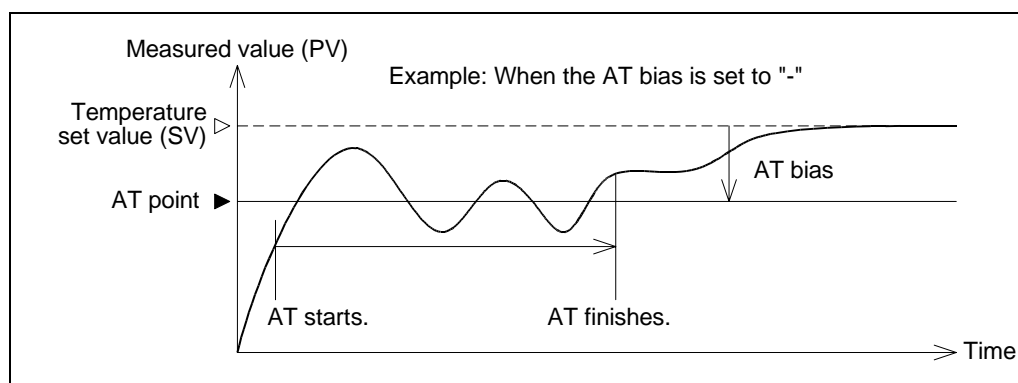 Measured value (PV)
Example: When the AT bias is set to "-"
Temperature
set value (SV)
AT bias
AT point
AT starts.
AT finishes.
Time